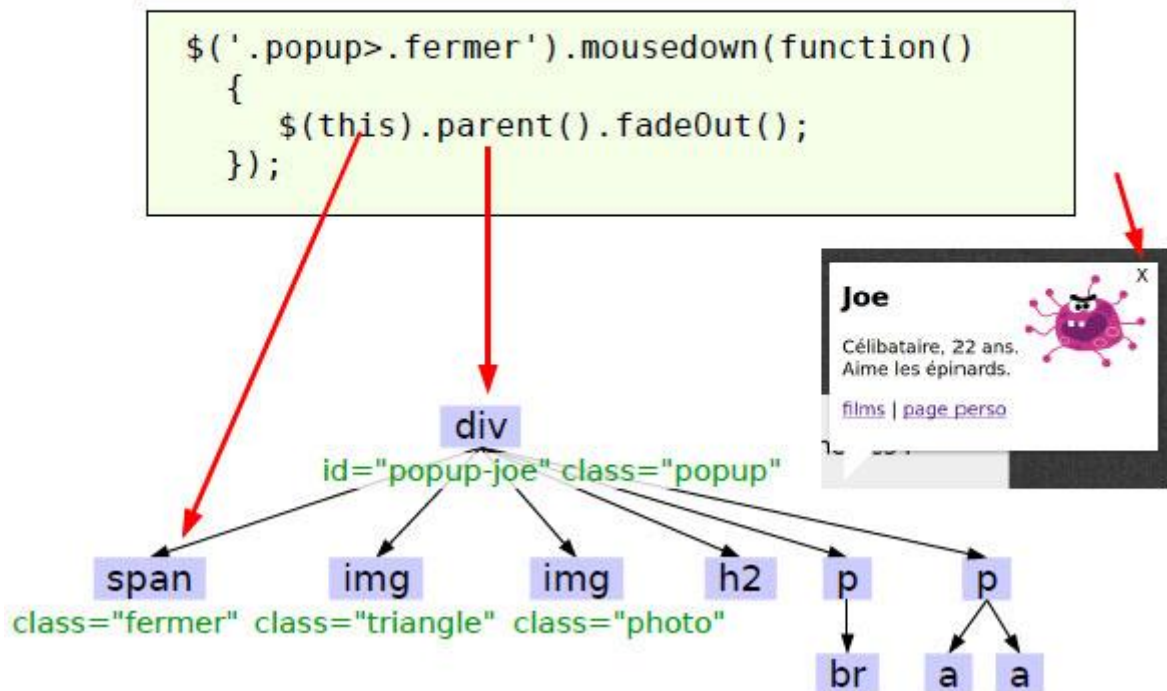 $('.popup>.fermer').mousedown(function()
{
$(this).parent().fadeOut();
});
X
Joe
Célibataire, 22 ans.
Aime les épinards.
films | page perso
div
id="popup-joe" class="popup"
span img img h2 p p
class="fermer" class="triangle" class="photo"
br a a